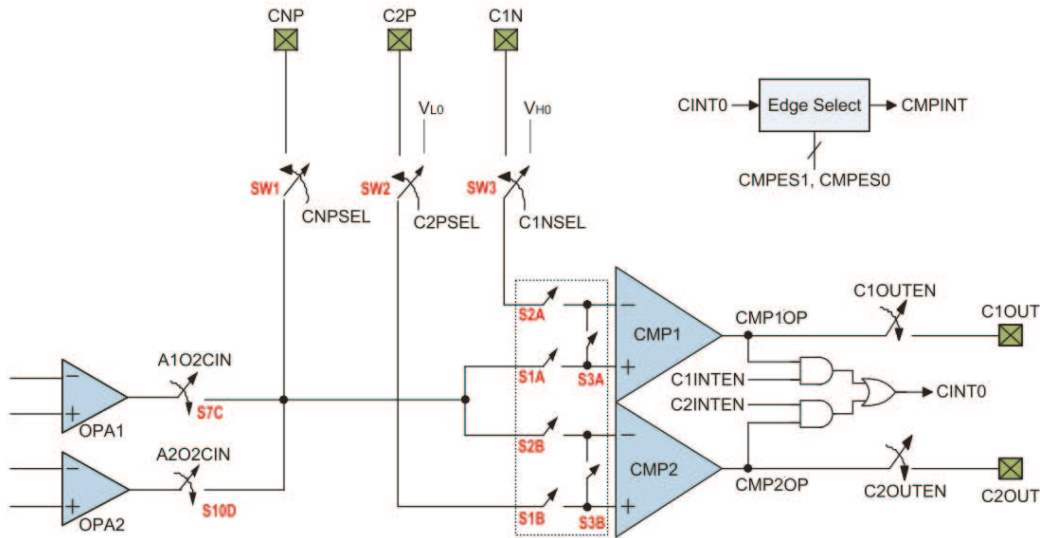 CNP
C2P
C1N
VL0
VH0
CINT0
Edge Select
CMPINT
CMPES1, CMPES0
SW1
SW2
SW3
CNPSEL
C2PSEL
C1NSEL
S2A
−
CMP1
+
S1A
S3A
CMP1OP
C1OUTEN
C1OUT
A1O2CIN
−
+
OPA1
S7C
C1INTEN
C2INTEN
CINT0
A2O2CIN
−
+
OPA2
S10D
S2B
−
CMP2
+
S1B
S3B
CMP2OP
C2OUTEN
C2OUT